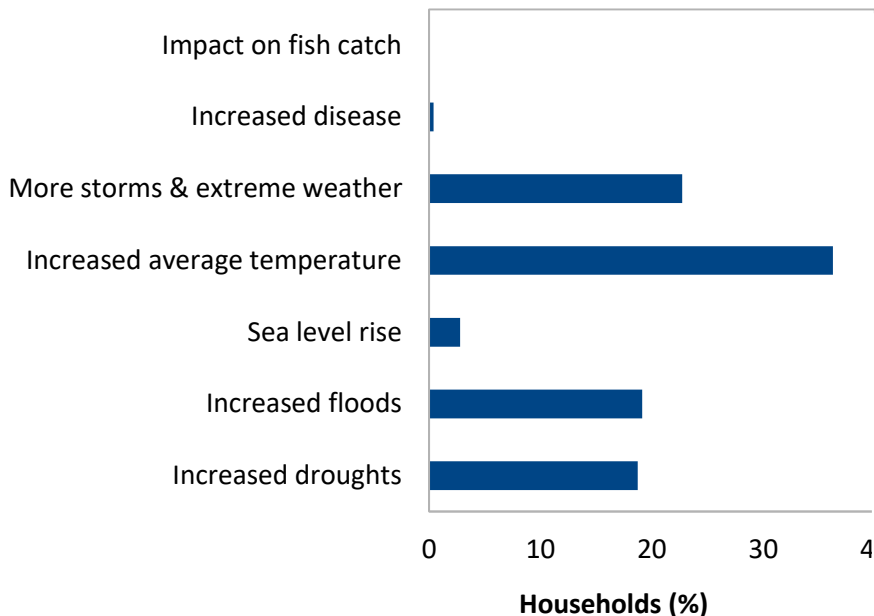 Impact on fish catch
Increased disease
More storms & extreme weather
Increased average temperature
Sea level rise
Increased floods
Increased droughts
0 10 20 30 4
Households (%)